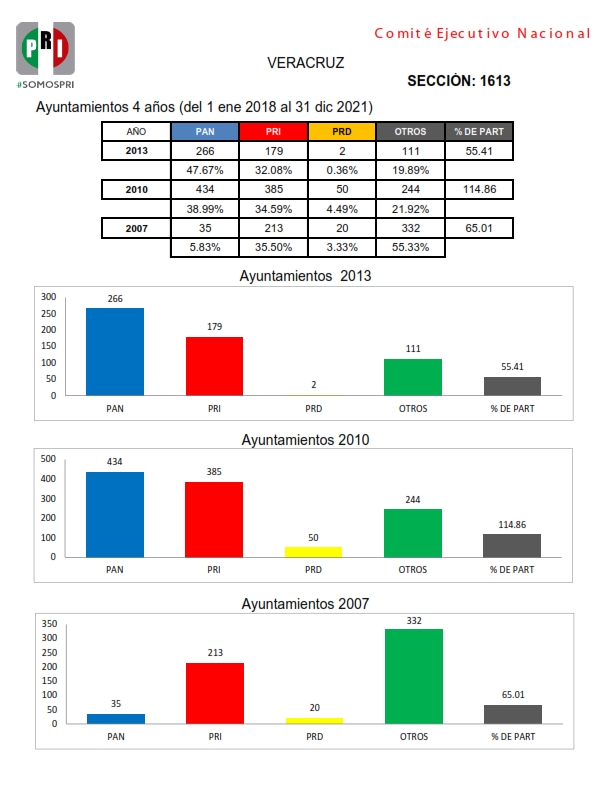 Comité Ejecutivo Nacional
PRI
#SOMOSPRI
VERACRUZ
SECCIÓN: 1613
Ayuntamientos 4 años (del 1 ene 2018 al 31 dic 2021)
AÑO PAN PRI PRD OTROS % DE PART
2013 266 179 2 111 55.41
47.67% 32.08% 0.36% 19.89%
2010 434 385 50 244 114.86
38.99% 34.59% 4.49% 21.92%
2007 35 213 20 332 65.01
5.83% 35.50% 3.33% 55.33%
Ayuntamientos 2013
300
250
200
150
100
50
0
266 179 2 111 55.41
PAN PRI PRD OTROS % DE PART
Ayuntamientos 2010
500
400
300
200
100
0
434 385 50 244 114.86
PAN PRI PRD OTROS % DE PART
Ayuntamientos 2007
350
300
250
200
150
100
50
0
35 213 20 332 65.01
PAN PRI PRD OTROS % DE PART